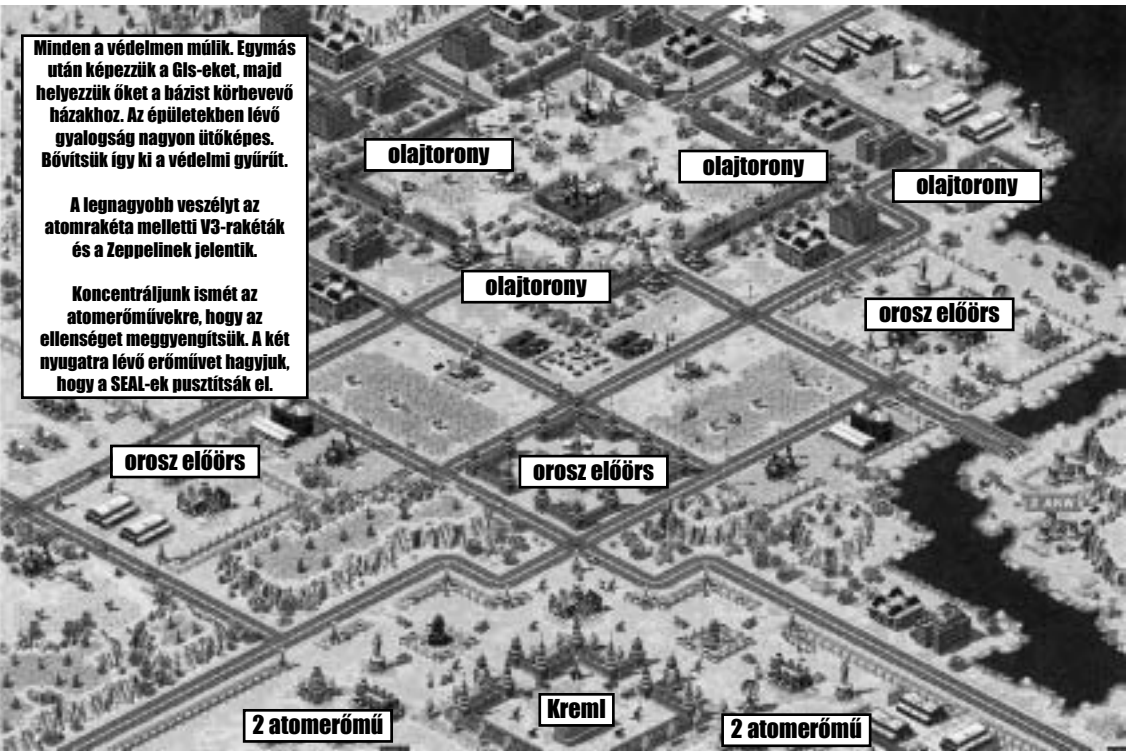 Minden a védelmen múlik. Egymás
után képezzük a GIs-eket, majd
helyezzük őket a bázist körbevevő
házakhoz. Az épületekben lévő
gyalogság nagyon ütőképes.
Bővítsük így ki a védelmi gyűrűt.
A legnagyobb veszélyt az
atomrakéta melletti V3-rakéták
és a Zeppelinek jelentik.
Koncentráljunk ismét az
atomerőművekre, hogy az
ellenséget meggyengítsük. A két
nyugatra lévő erőművet hagyjuk,
hogy a SEAL-ek pusztítsák el.
olajtorony
olajtorony
olajtorony
olajtorony
orosz előörs
orosz előörs
orosz előörs
2 atomerőmű
Kreml
2 atomerőmű